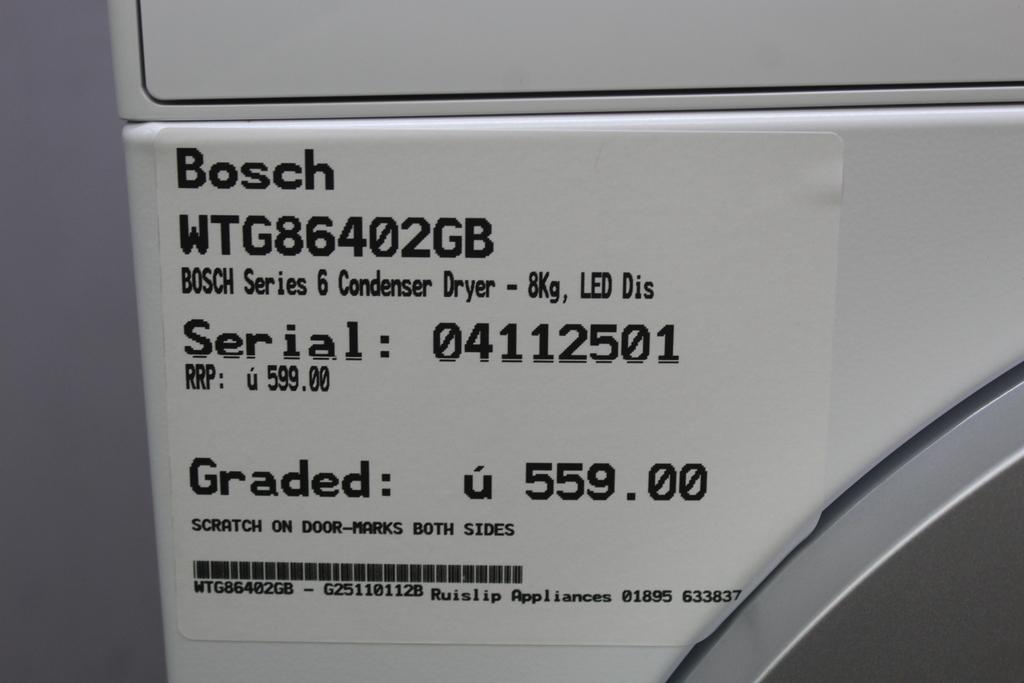 Bosch
WTG86402GB
BOSCH Series 6 Condenser Dryer - 8Kg, LED Dis
Serial: 04112501
RRP: ú 599.00
Graded: ú 559.00
SCRATCH ON DOOR-MARKS BOTH SIDES
WTG86402GB - G25110112B Ruislip Appliances 01895 633837